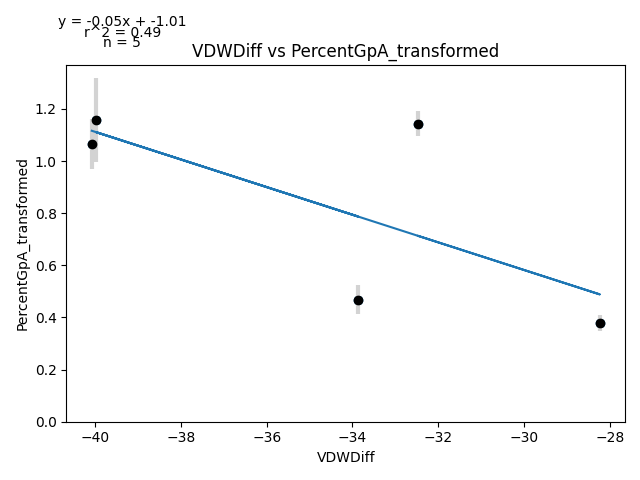 y = -0.05x + -1.01
r^2 = 0.49
n = 5
VDWDiff vs PercentGpA_transformed
PercentGpA_transformed
1.2
1.0
0.8
0.6
0.4
0.2
0.0
−40
−38
−36
−34
−32
−30
−28
VDWDiff